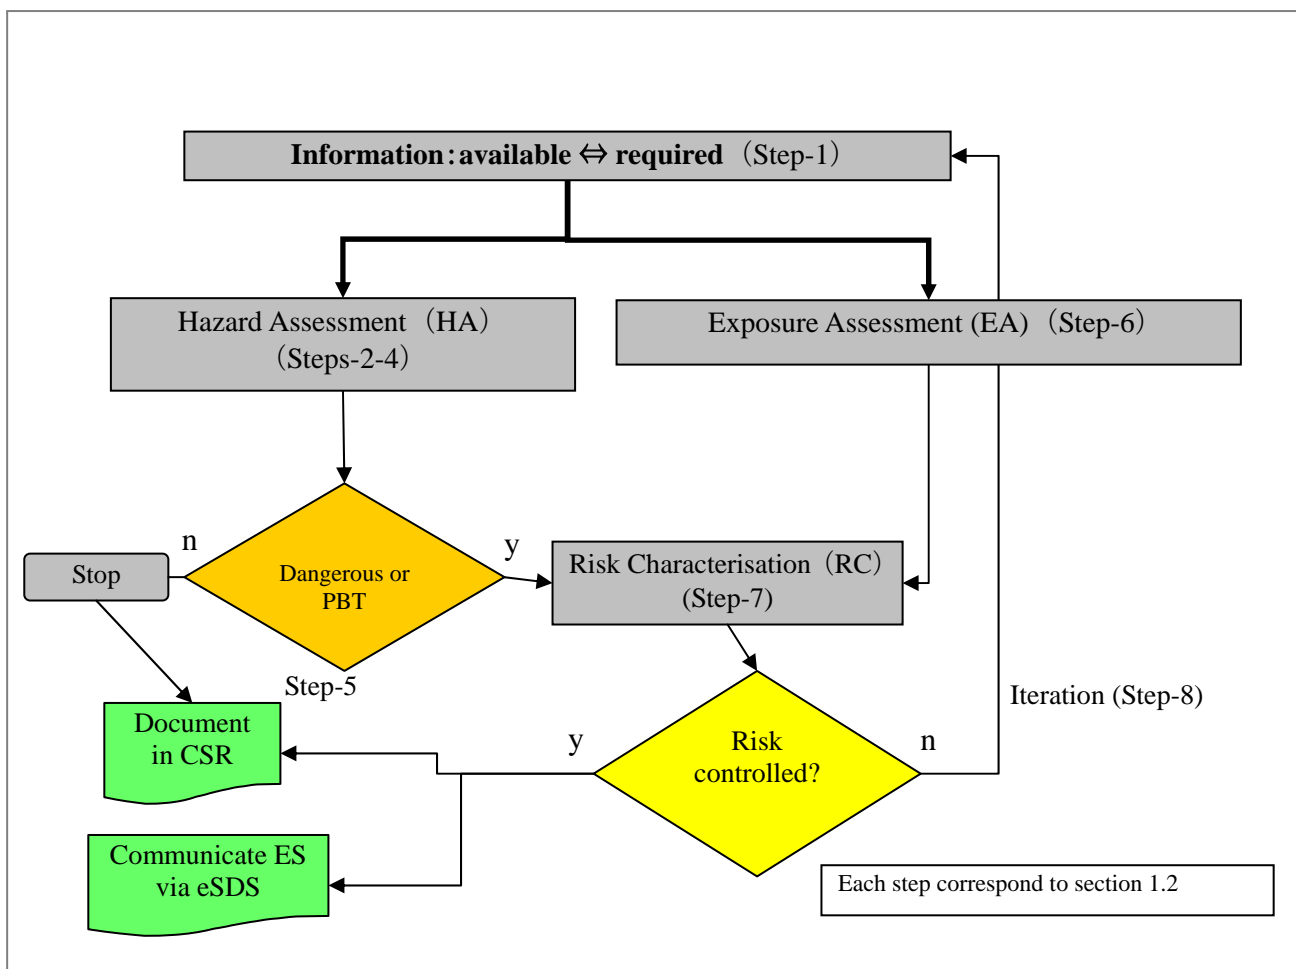 Information：available ⇔ required（Step-1）
Hazard Assessment（HA）
（Steps-2-4）
Exposure Assessment (EA)（Step-6）
n
y
Stop
Dangerous or
PBT
Risk Characterisation（RC）
(Step-7)
Step-5
Iteration (Step-8)
Document
in CSR
y
Risk
controlled?
n
Communicate ES
via eSDS
Each step correspond to section 1.2